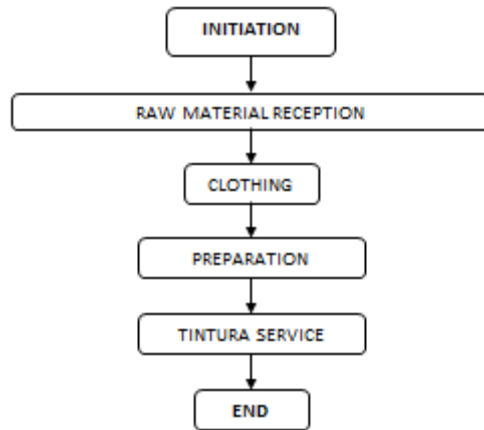 INITIATION
RAW MATERIAL RECEPTION
CLOTHING
PREPARATION
TINTURA SERVICE
END